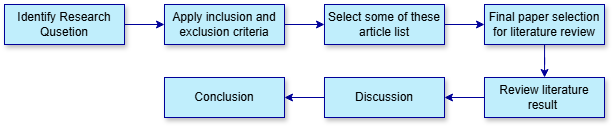 Identify Research
Qusetion
Apply inclusion and
exclusion criteria
Select some of these
article list
Final paper selection
for literature review
Review literature
result
Discussion
Conclusion